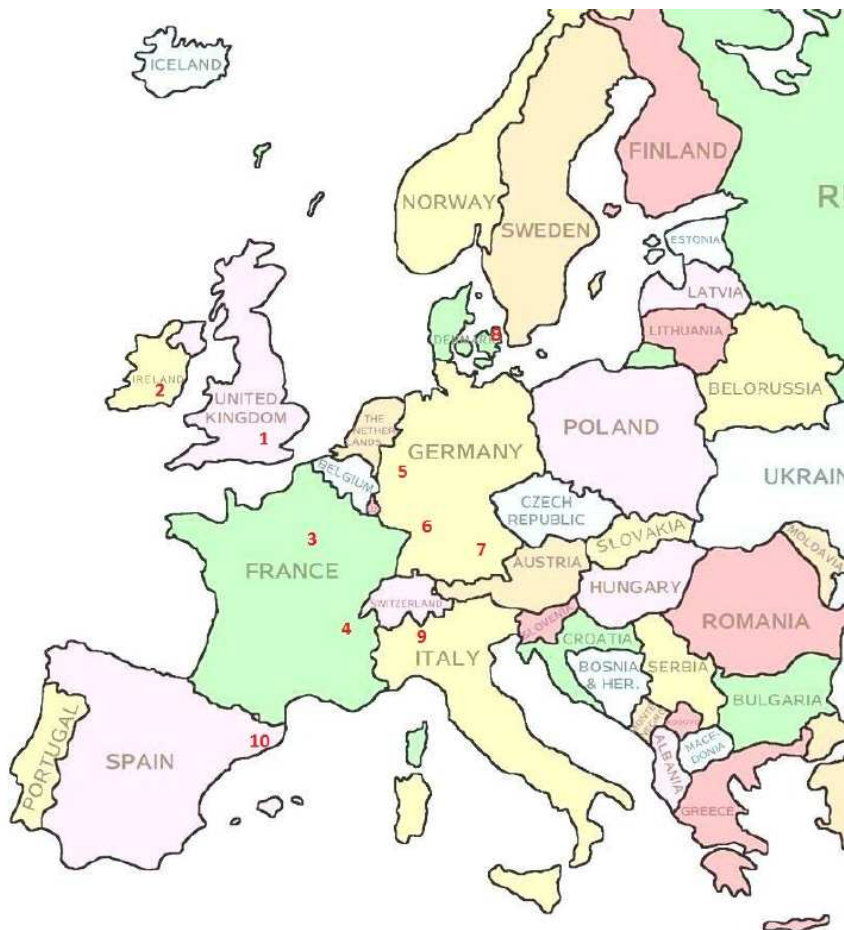 ICELAND
FINLAND
NORWAY
SWEDEN
R
ESTONIA
LATVIA
LITHUANIA
DENMARK
8
IRELAND
2
UNITED
KINGDOM
1
THE
NETHER
LANDS
BELORUSSIA
POLAND
GERMANY
BELGIUM
5
UKRAIN
CZECH
REPUBLIC
6
7
3
FRANCE
SLOVAKIA
MOLDAVIA
AUSTRIA
HUNGARY
SWITZERLAND
4
9
ITALY
SLOVENIA
CROATIA
ROMANIA
BOSNIA
& HER.
SERBIA
BULGARIA
10
SPAIN
PORTUGAL
MACE-
DONIA
ALBANIA
GREECE